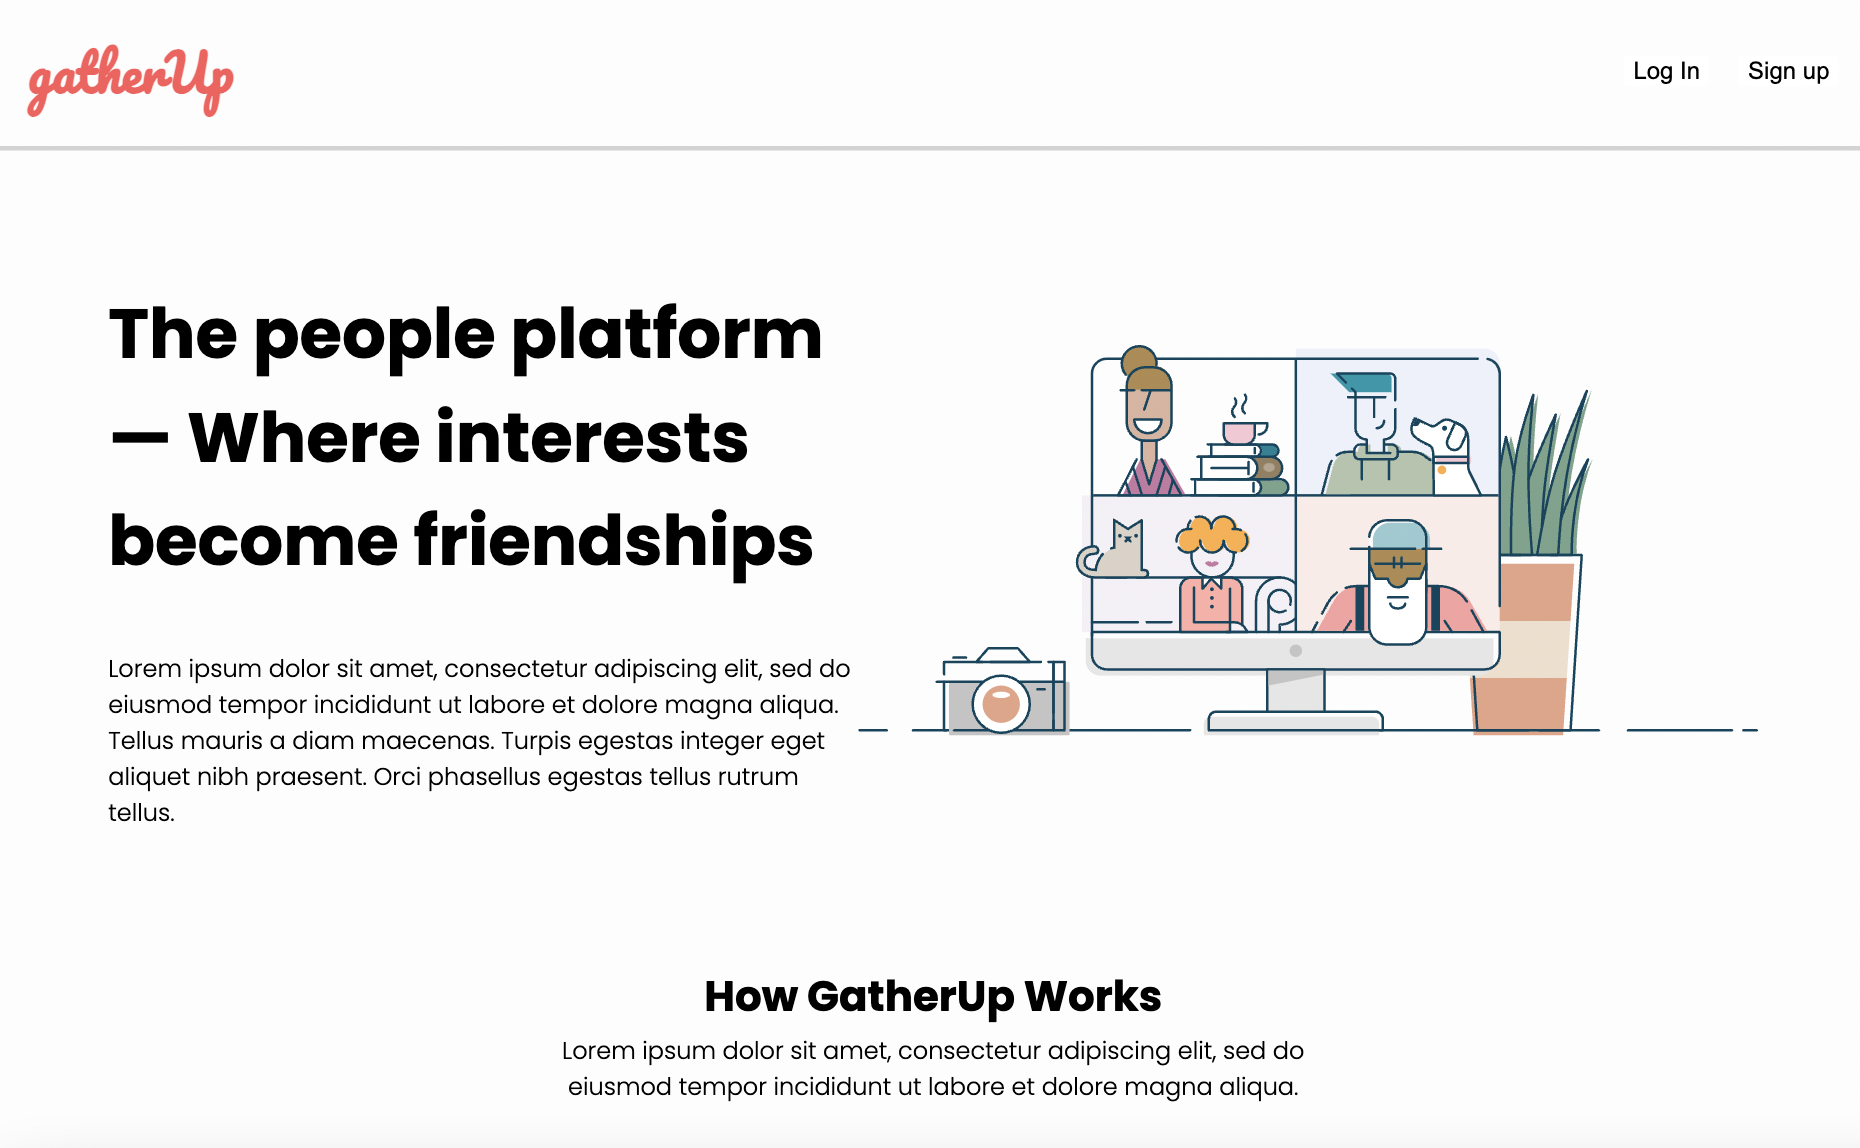 gatherUp
Log In
Sign up
The people platform
— Where interests
become friendships
Lorem ipsum dolor sit amet, consectetur adipiscing elit, sed do
eiusmod tempor incididunt ut labore et dolore magna aliqua.
Tellus mauris a diam maecenas. Turpis egestas integer eget
aliquet nibh praesent. Orci phasellus egestas tellus rutrum
tellus.
How GatherUp Works
Lorem ipsum dolor sit amet, consectetur adipiscing elit, sed do
eiusmod tempor incididunt ut labore et dolore magna aliqua.